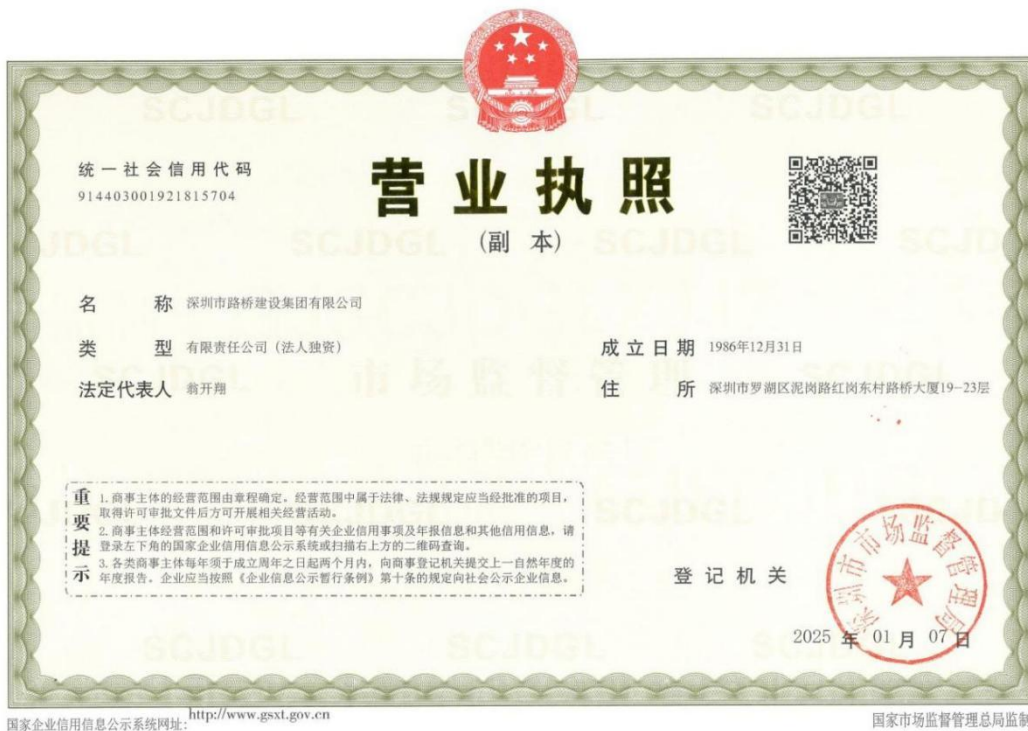 统一社会信用代码
914403001921815704
营业执照
(副 本)
名 称 深圳市路桥建设集团有限公司
类 型 有限责任公司（法人独资）
成立日期 1986年12月31日
法定代表人 翁开翔
住 所 深圳市罗湖区泥岗路红岗东村路桥大厦19-23层
重要提示
1. 商事主体的经营范围由章程确定。经营范围中属于法律、法规规定应当经批准的项目，
取得许可审批文件后方可开展相关经营活动。
2. 商事主体经营范围和许可审批项目等有关企业信用事项及年报信息和其他信用信息，请
登录左下角的国家企业信用信息公示系统或扫描右上方的二维码查询。
3. 各类商事主体每年须于成立周年之日起两个月内，向商事登记机关提交上一自然年度的
年度报告。企业应当按照《企业信息公示暂行条例》第十条的规定向社会公示企业信息。
登记机关
深圳市市场监督管理局
2025 年 01 月 07 日
国家企业信用信息公示系统网址: http://www.gsxt.gov.cn
国家市场监督管理总局监制
SCJDGL
市场监督管理